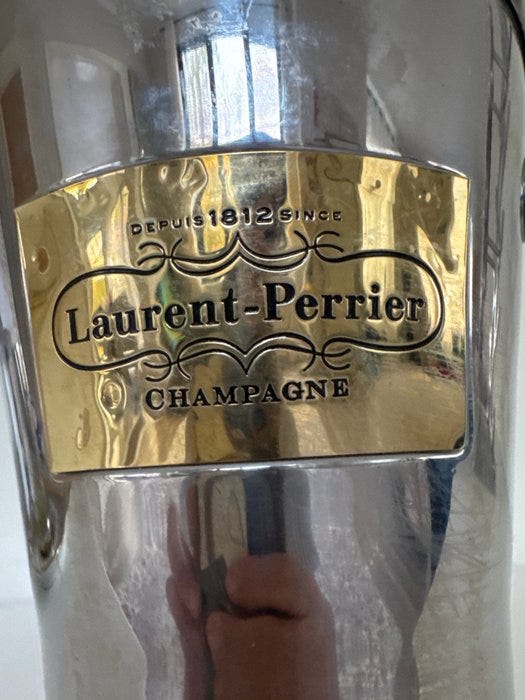 DEPUIS 1812 SINCE
Laurent-Perrier
CHAMPAGNE